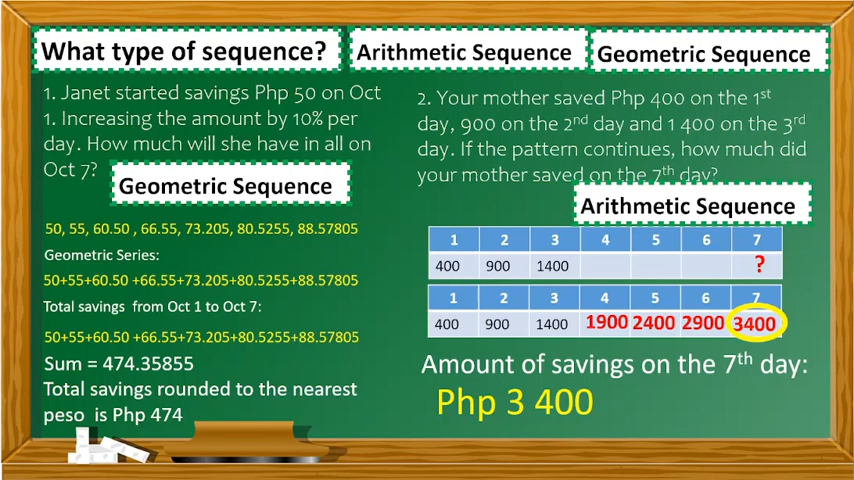 What type of sequence?
Arithmetic Sequence
Geometric Sequence
1. Janet started savings Php 50 on Oct
1. Increasing the amount by 10% per
day. How much will she have in all on
Oct 7?
Geometric Sequence
50, 55, 60.50 , 66.55, 73.205, 80.5255, 88.57805
Geometric Series:
50+55+60.50 +66.55+73.205+80.5255+88.57805
Total savings from Oct 1 to Oct 7:
50+55+60.50 +66.55+73.205+80.5255+88.57805
Sum = 474.35855
Total savings rounded to the nearest
peso is Php 474
2. Your mother saved Php 400 on the 1st
day, 900 on the 2nd day and 1 400 on the 3rd
day. If the pattern continues, how much did
your mother saved on the 7th day?
Arithmetic Sequence
1 2 3 4 5 6 7
400 900 1400 ?
1 2 3 4 5 6 7
400 900 1400 1900 2400 2900 3400
Amount of savings on the 7th day:
Php 3 400